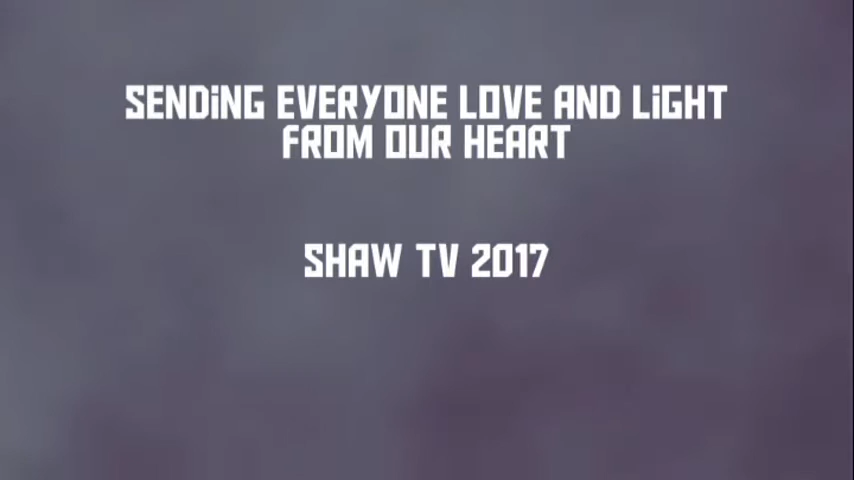 SENDiNG EVERYONE LOVE AND LiGHT
FROM OUR HEART
SHAW TV 2017